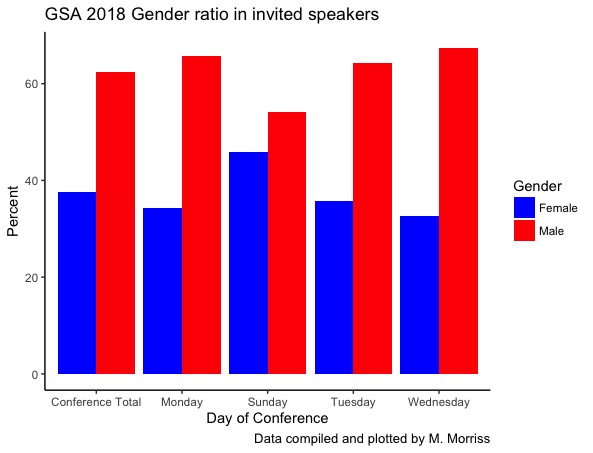 GSA 2018 Gender ratio in invited speakers
60
40
20
0
Percent
Conference Total Monday Sunday Tuesday Wednesday
Day of Conference
Data compiled and plotted by M. Morriss
Gender
Female
Male